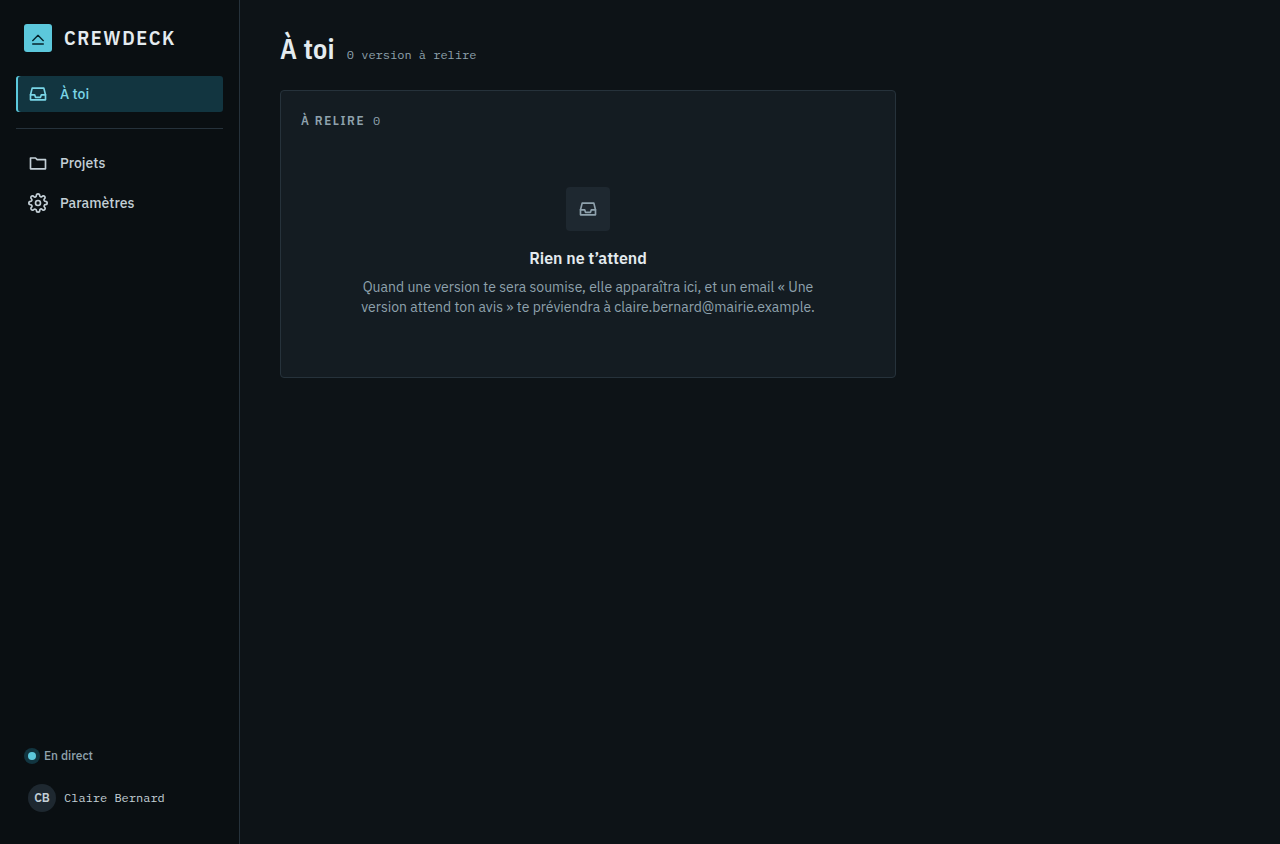 CREWDECK
À toi
Projets
Paramètres
En direct
CB Claire Bernard
À toi 0 version à relire
À RELIRE 0
Rien ne t’attend
Quand une version te sera soumise, elle apparaîtra ici, et un email « Une
version attend ton avis » te préviendra à claire.bernard@mairie.example.